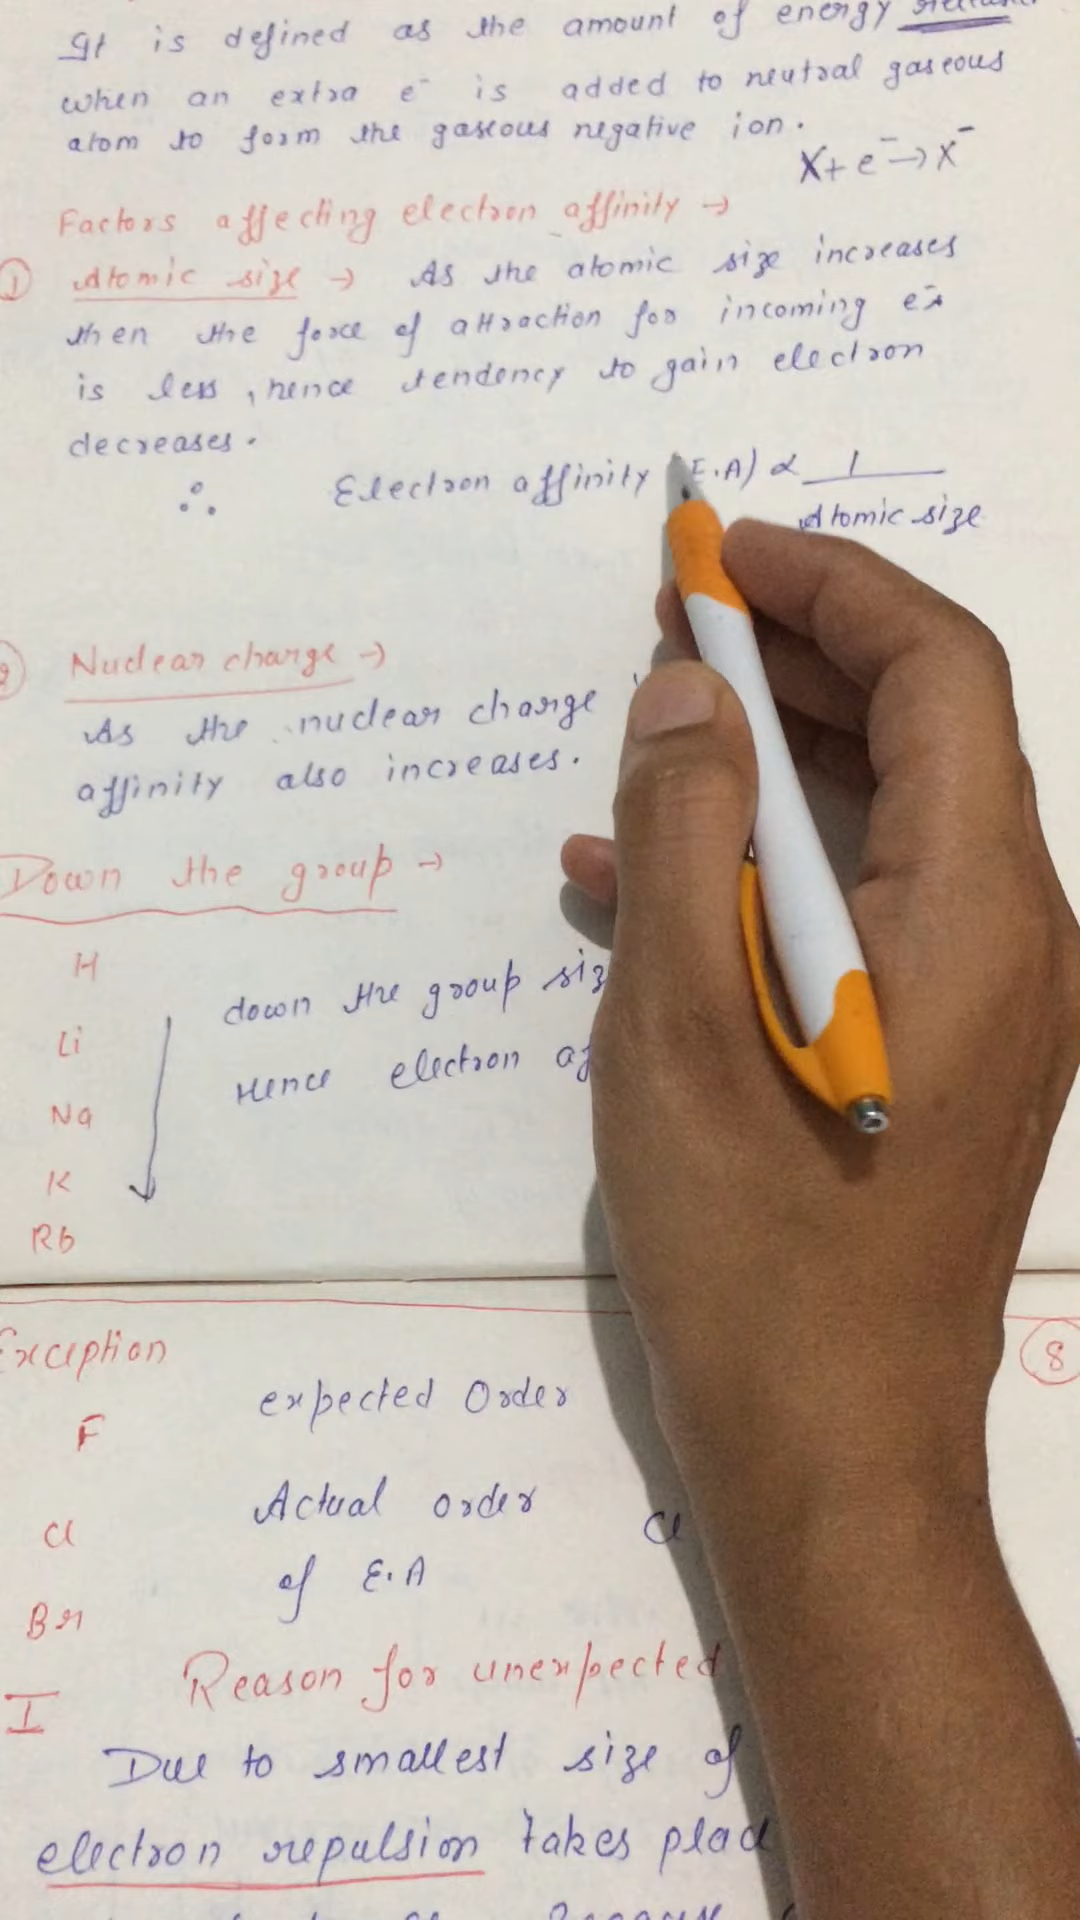 It is defined as the amount of energy
when an extra e⁻ is added to neutral gaseous
atom to form the gaseous negative ion.
X + e⁻ → X⁻
Factors affecting electron affinity →
① Atomic size → As the atomic size increases
then the force of attraction for incoming
is less, hence tendency to gain electron
decreases.
∴ Electron affinity E.A) ∝ 1
Atomic size
2 Nuclear charge →
As the nuclear charge
affinity also increases.
Down the group →
H
down the group
Li
Hence electron
Na
K
Rb
Exception
8
expected Order
F
Actual order
Cl
Cl
of E.A
Br
Reason for unexpected
I
Due to smallest size of
electron repulsion takes